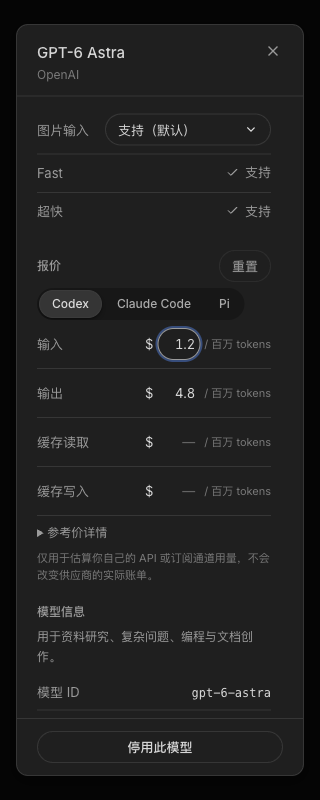 GPT-6 Astra
OpenAI
图片输入 支持（默认）
Fast 支持
超快 支持
报价 重置
Codex Claude Code Pi
输入 $ 1.2 / 百万 tokens
输出 $ 4.8 / 百万 tokens
缓存读取 $ — / 百万 tokens
缓存写入 $ — / 百万 tokens
参考价详情
仅用于估算你自己的 API 或订阅通道用量，不会
改变供应商的实际账单。
模型信息
用于资料研究、复杂问题、编程与文档创
作。
模型 ID gpt-6-astra
停用此模型